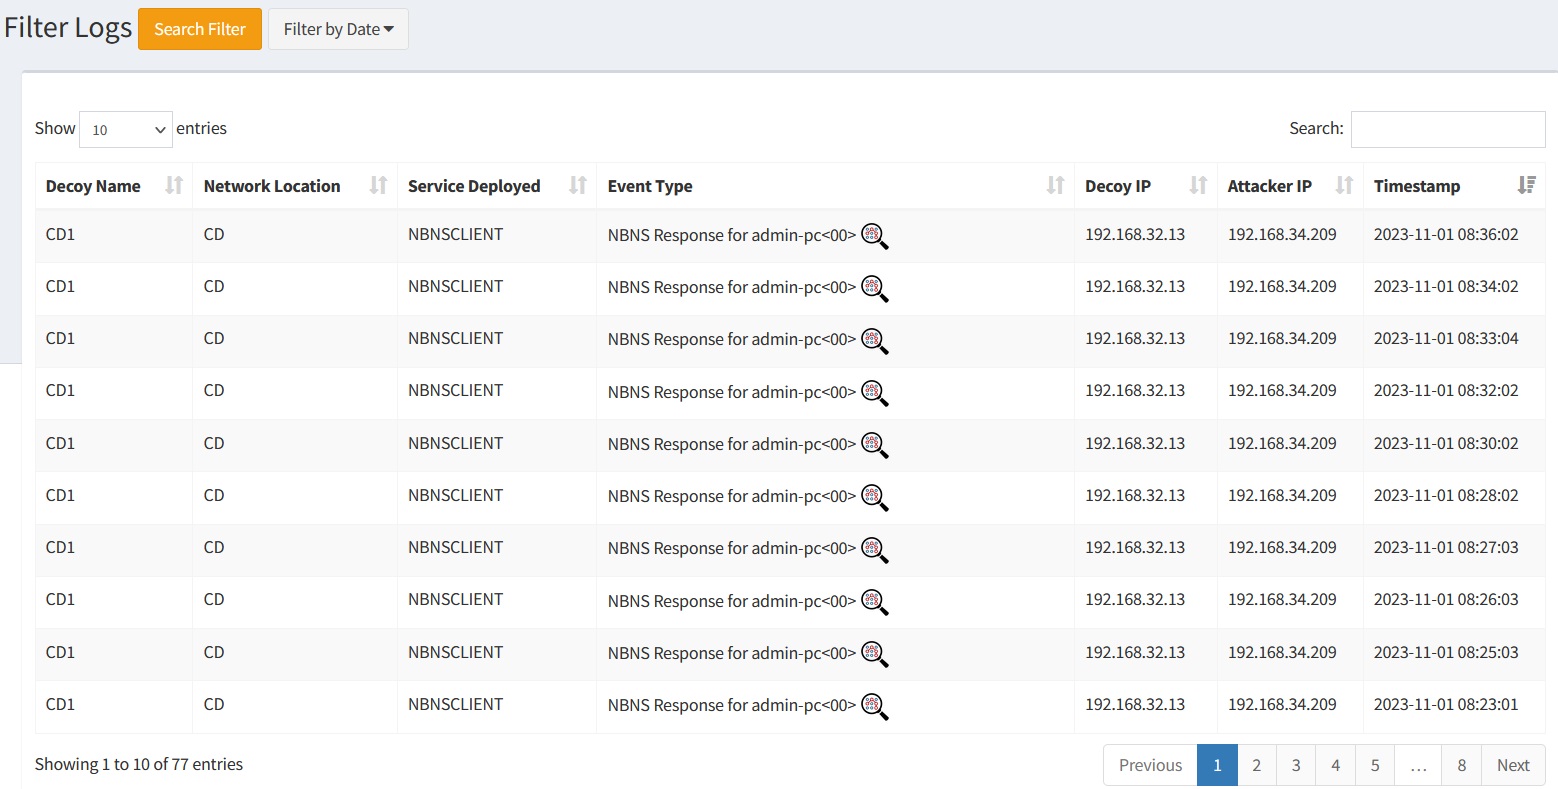 Filter Logs Search Filter Filter by Date
Show 10 entries Search:
Decoy Name Network Location Service Deployed Event Type Decoy IP Attacker IP Timestamp
CD1 CD NBNSCLIENT NBNS Response for admin-pc<00> 192.168.32.13 192.168.34.209 2023-11-01 08:36:02
CD1 CD NBNSCLIENT NBNS Response for admin-pc<00> 192.168.32.13 192.168.34.209 2023-11-01 08:34:02
CD1 CD NBNSCLIENT NBNS Response for admin-pc<00> 192.168.32.13 192.168.34.209 2023-11-01 08:33:04
CD1 CD NBNSCLIENT NBNS Response for admin-pc<00> 192.168.32.13 192.168.34.209 2023-11-01 08:32:02
CD1 CD NBNSCLIENT NBNS Response for admin-pc<00> 192.168.32.13 192.168.34.209 2023-11-01 08:30:02
CD1 CD NBNSCLIENT NBNS Response for admin-pc<00> 192.168.32.13 192.168.34.209 2023-11-01 08:28:02
CD1 CD NBNSCLIENT NBNS Response for admin-pc<00> 192.168.32.13 192.168.34.209 2023-11-01 08:27:03
CD1 CD NBNSCLIENT NBNS Response for admin-pc<00> 192.168.32.13 192.168.34.209 2023-11-01 08:26:03
CD1 CD NBNSCLIENT NBNS Response for admin-pc<00> 192.168.32.13 192.168.34.209 2023-11-01 08:25:03
CD1 CD NBNSCLIENT NBNS Response for admin-pc<00> 192.168.32.13 192.168.34.209 2023-11-01 08:23:01
Showing 1 to 10 of 77 entries Previous 1 2 3 4 5 … 8 Next